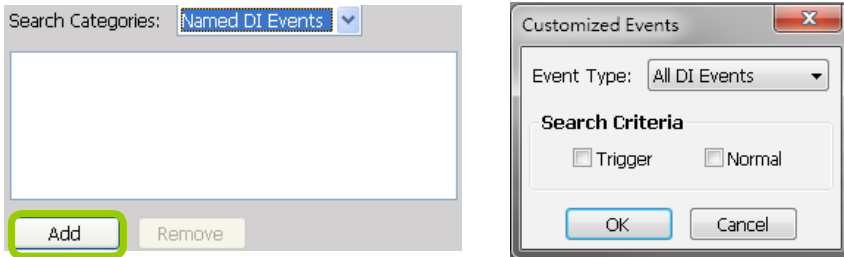 Search Categories: Named DI Events
Add Remove
Customized Events
Event Type: All DI Events
Search Criteria
Trigger Normal
OK Cancel